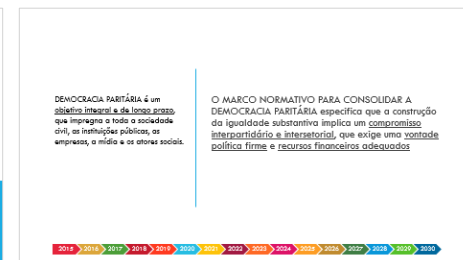 DEMOCRACIA PARITÁRIA é um
objetivo integral e de longo prazo,
que impregna a toda a sociedade
civil, as instituições públicas, as
empresas, a mídia e os atores sociais.
O MARCO NORMATIVO PARA CONSOLIDAR A
DEMOCRACIA PARITÁRIA especifica que a construção
da igualdade substantiva implica um compromisso
interpartidário e intersetorial, que exige uma vontade
política firme e recursos financeiros adequados
2015 2016 2017 2018 2019 2020 2021 2022 2023 2024 2025 2026 2027 2028 2029 2030